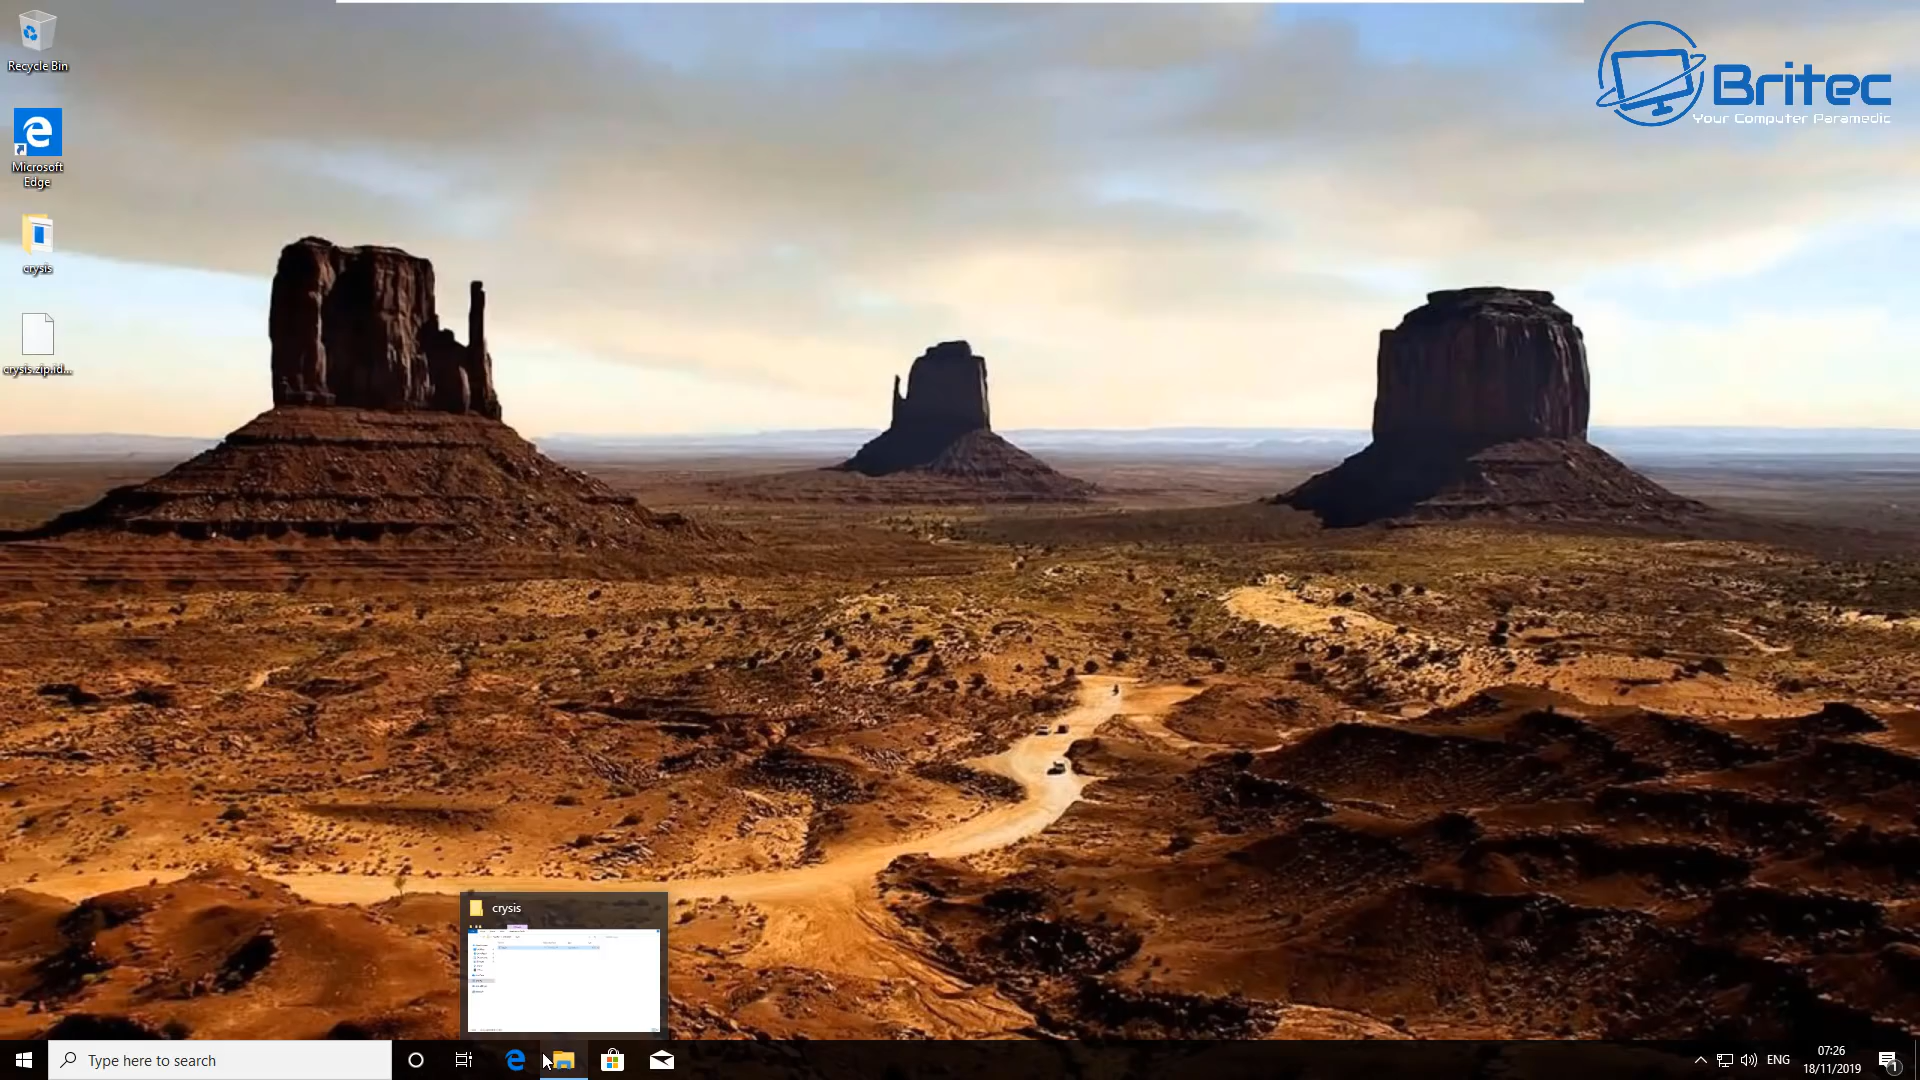 Recycle Bin
Britec
Your Computer Paramedic
Microsoft
Edge
crysis
crysis.zip.id...
crysis
Type here to search
ENG
07:26
18/11/2019
1